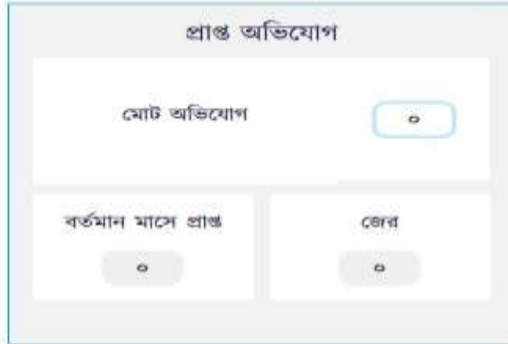 প্রাপ্ত অভিযোগ
মোট অভিযোগ ০
বর্তমান মাসে প্রাপ্ত জের
০ ০